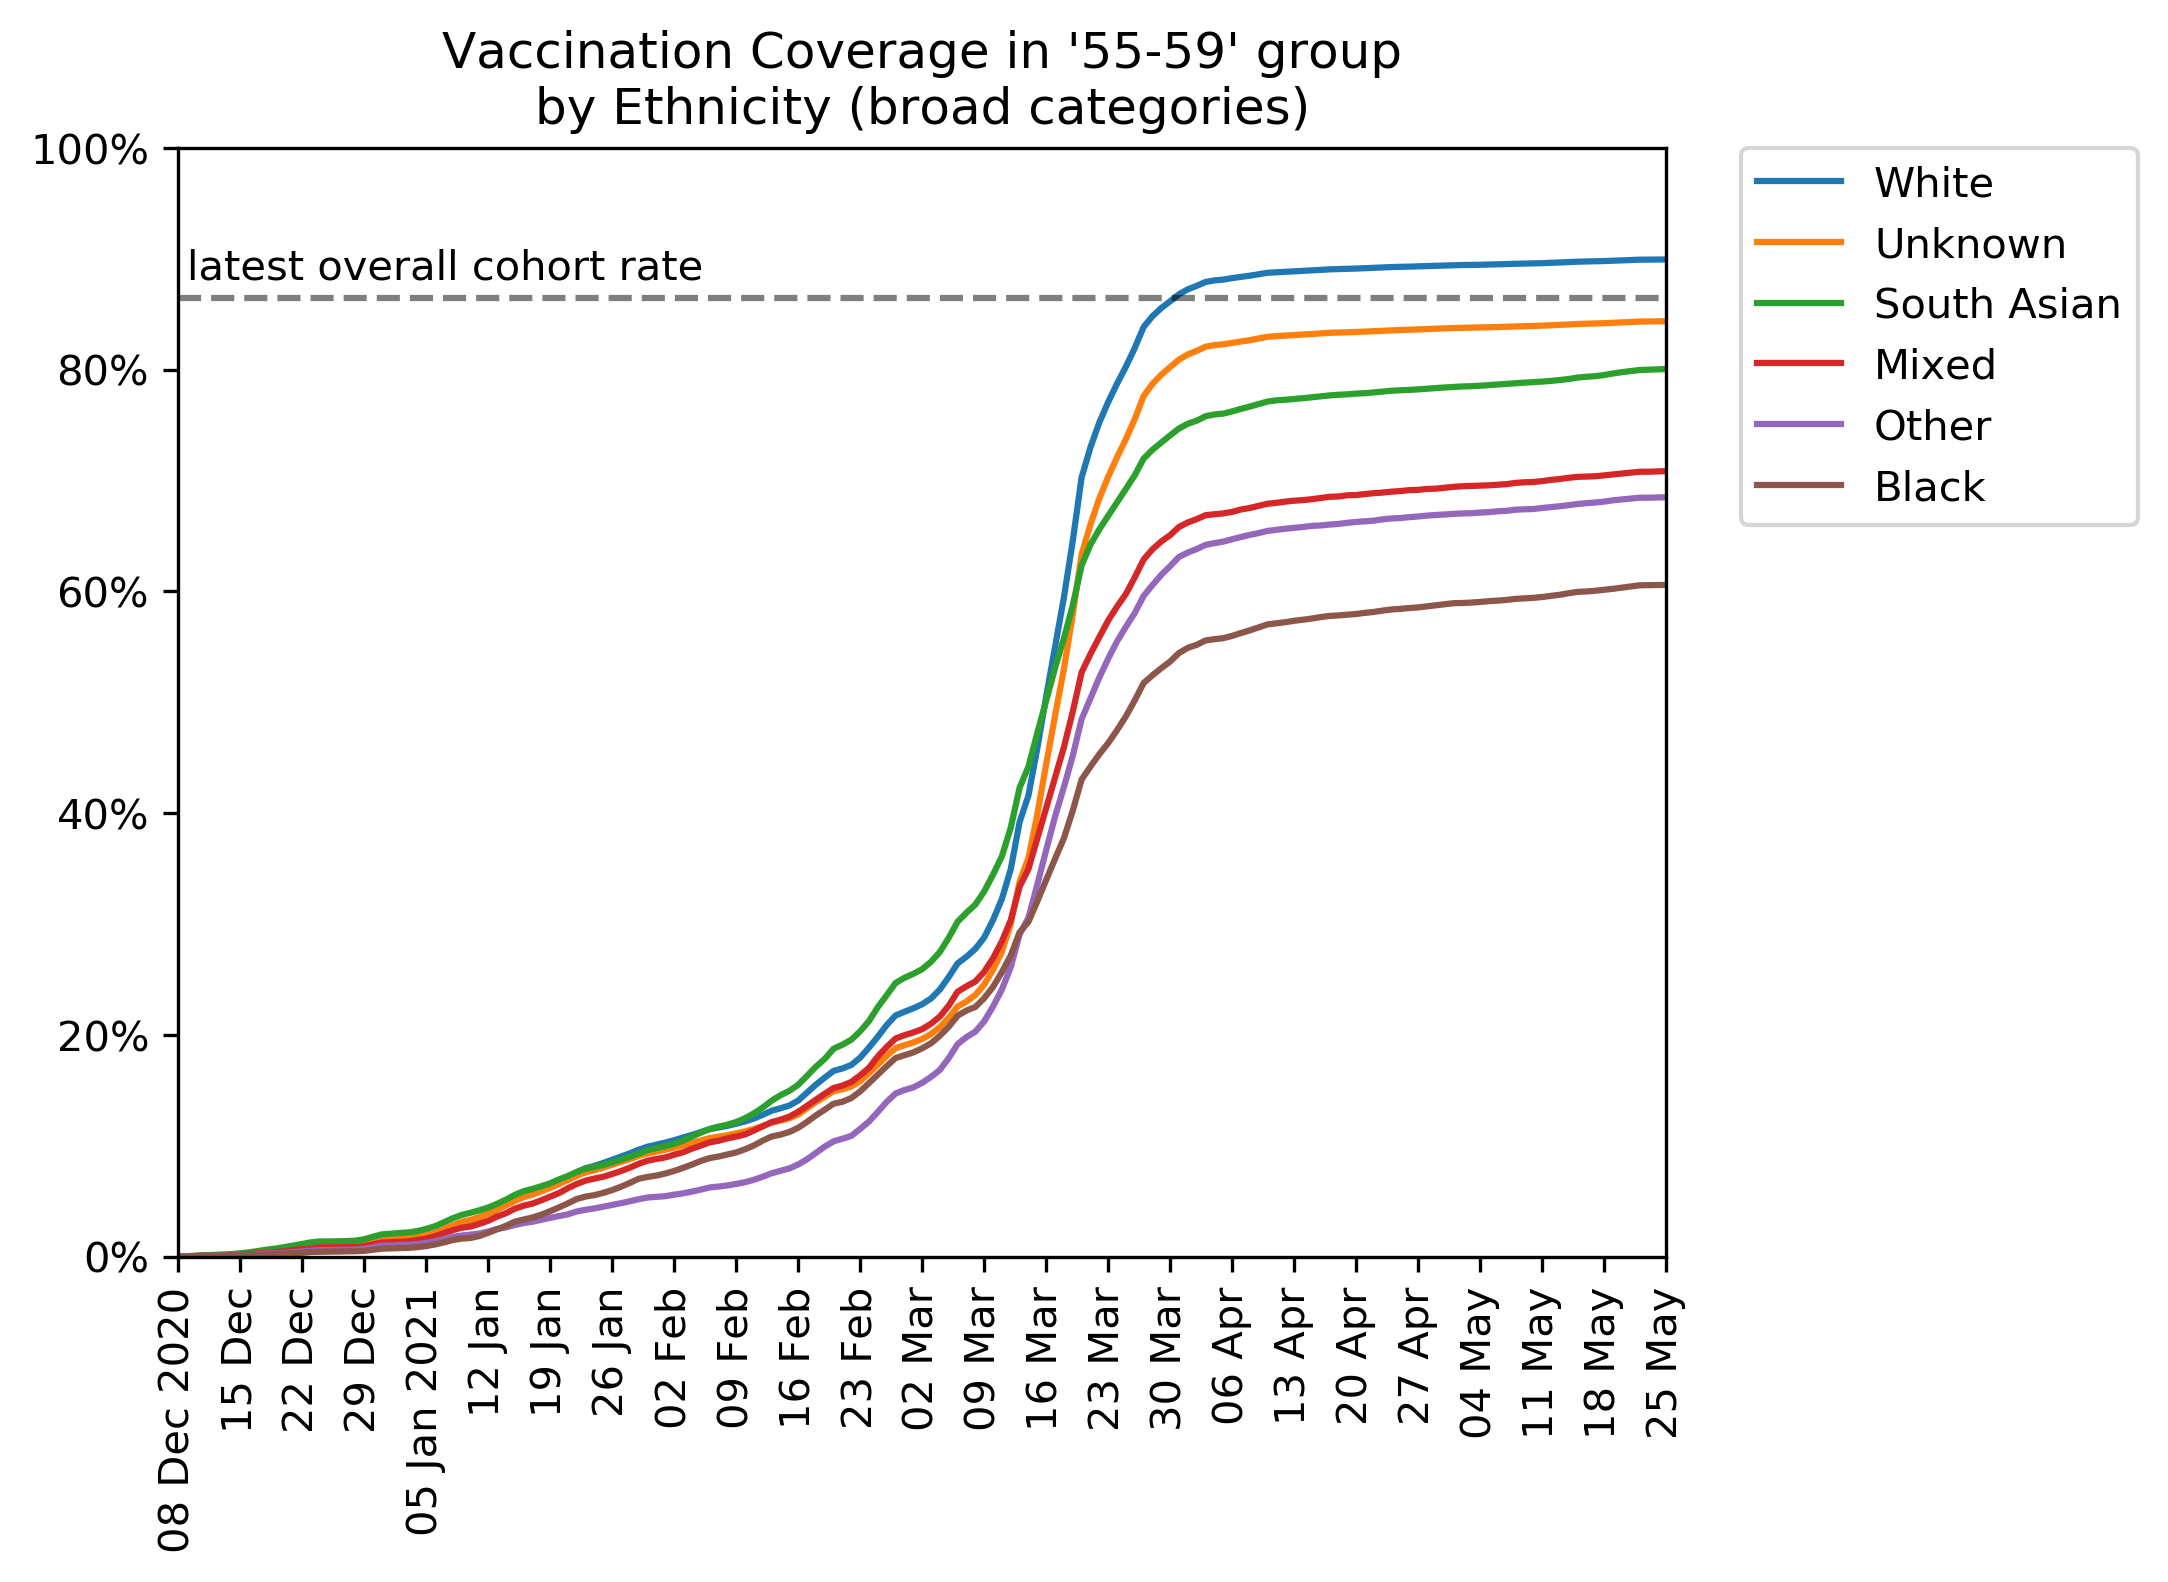 Vaccination Coverage in '55-59' group
by Ethnicity (broad categories)
100%
80%
60%
40%
20%
0%
latest overall cohort rate
08 Dec 2020
15 Dec
22 Dec
29 Dec
05 Jan 2021
12 Jan
19 Jan
26 Jan
02 Feb
09 Feb
16 Feb
23 Feb
02 Mar
09 Mar
16 Mar
23 Mar
30 Mar
06 Apr
13 Apr
20 Apr
27 Apr
04 May
11 May
18 May
25 May
White
Unknown
South Asian
Mixed
Other
Black